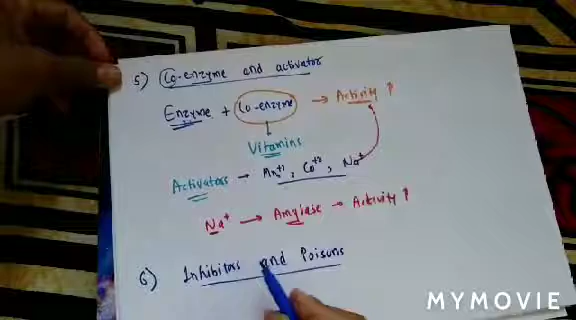 5) Co-enzyme and activator
Enzyme + Co-enzyme → Activity ↑
Vitamins
Activators → Mn+2, Co+2, Na+
Na+ → Amylase → Activity ↑
6) Inhibitors and Poisons
MYMOVIE